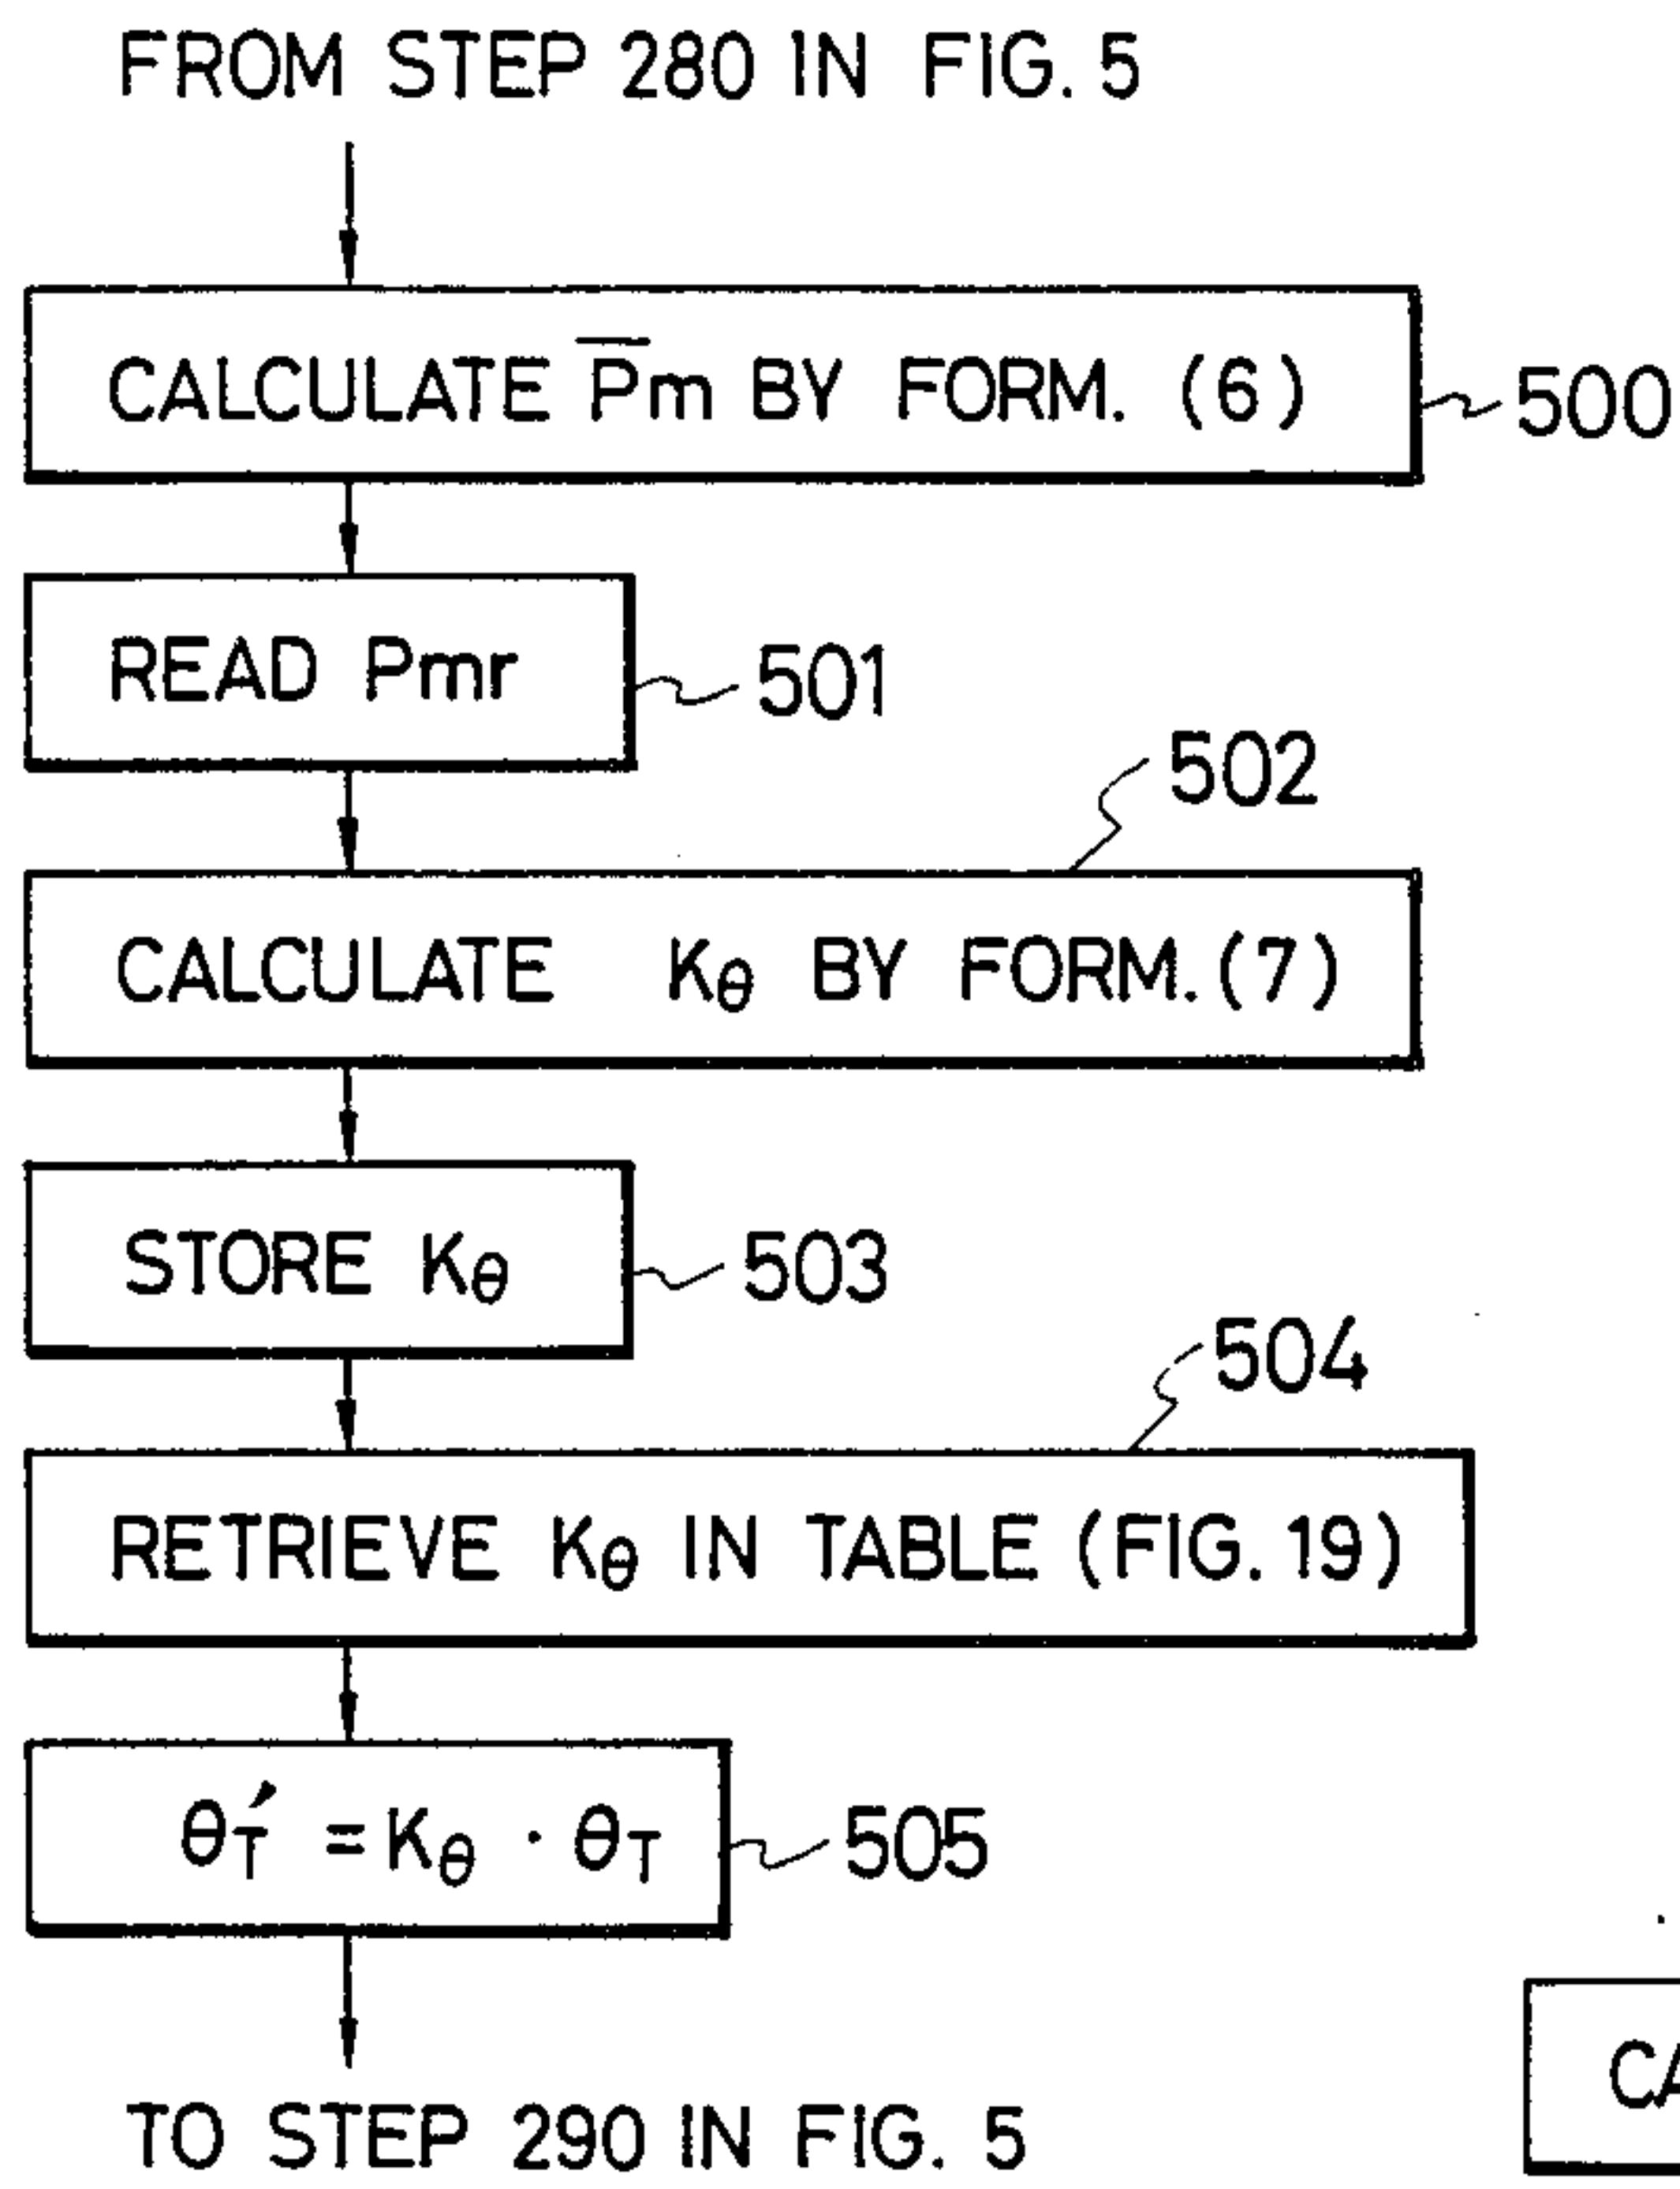 FROM STEP 280 IN FIG. 5
CALCULATE P̅m BY FORM. (6)
500
READ Pmr
501
502
CALCULATE Kθ BY FORM. (7)
STORE Kθ
503
504
RETRIEVE Kθ IN TABLE (FIG. 19)
θT′ = Kθ · θT
505
TO STEP 290 IN FIG. 5
CA